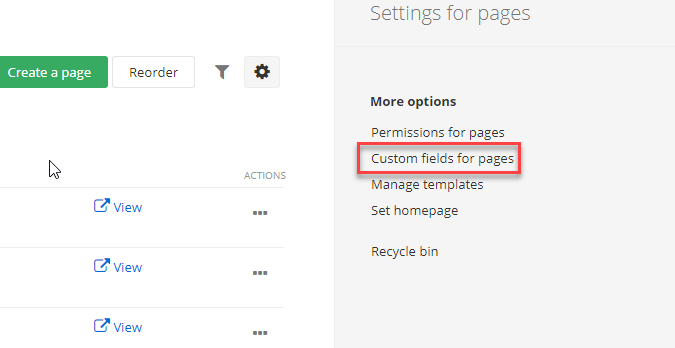 Settings for pages
Create a page
Reorder
More options
Permissions for pages
Custom fields for pages
ACTIONS
Manage templates
View
Set homepage
Recycle bin
View
View